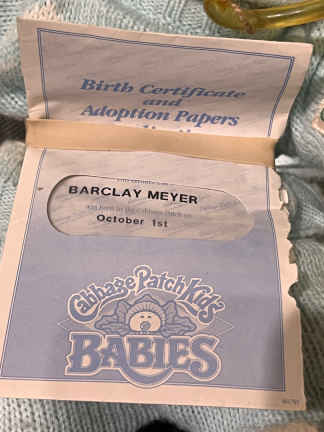 Birth Certificate
and
Adoption Papers
BARCLAY MEYER
was born in the Cabbage Patch on
October 1st
Cabbage Patch Kids
BABIES